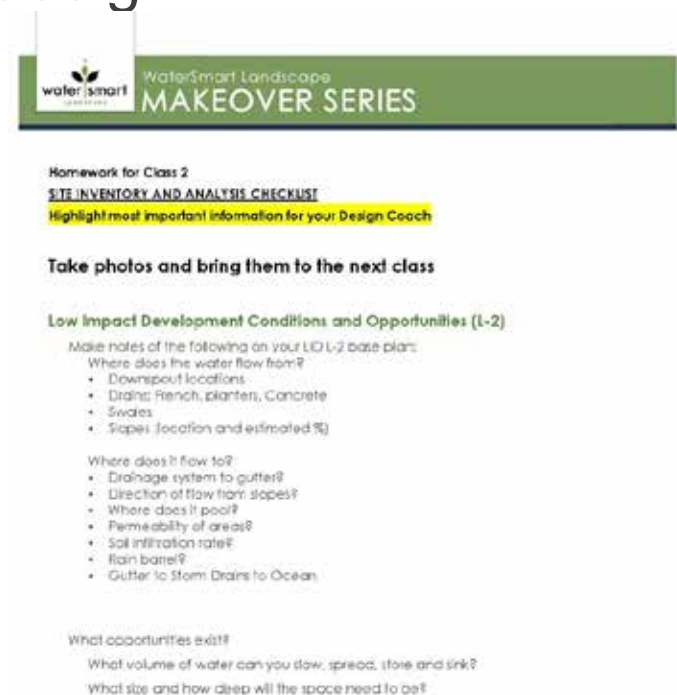 water smart
WaterSmart Landscape
MAKEOVER SERIES
Homework for Class 2
SITE INVENTORY AND ANALYSIS CHECKLIST
Highlight most important information for your Design Coach
Take photos and bring them to the next class
Low Impact Development Conditions and Opportunities (L-2)
Make notes of the following on your LID L-2 base plan:
Where does the water flow from?
• Downspout locations
• Drains: French, planters, Concrete
• Swales
• Slopes (location and estimated %)
Where does it flow to?
• Drainage system to gutter?
• Direction of flow from slopes?
• Where does it pool?
• Permeability of areas?
• Soil infiltration rate?
• Rain barrel?
• Gutter to Storm Drains to Ocean
What opportunities exist?
What volume of water can you slow, spread, store and sink?
What size and how deep will the space need to be?